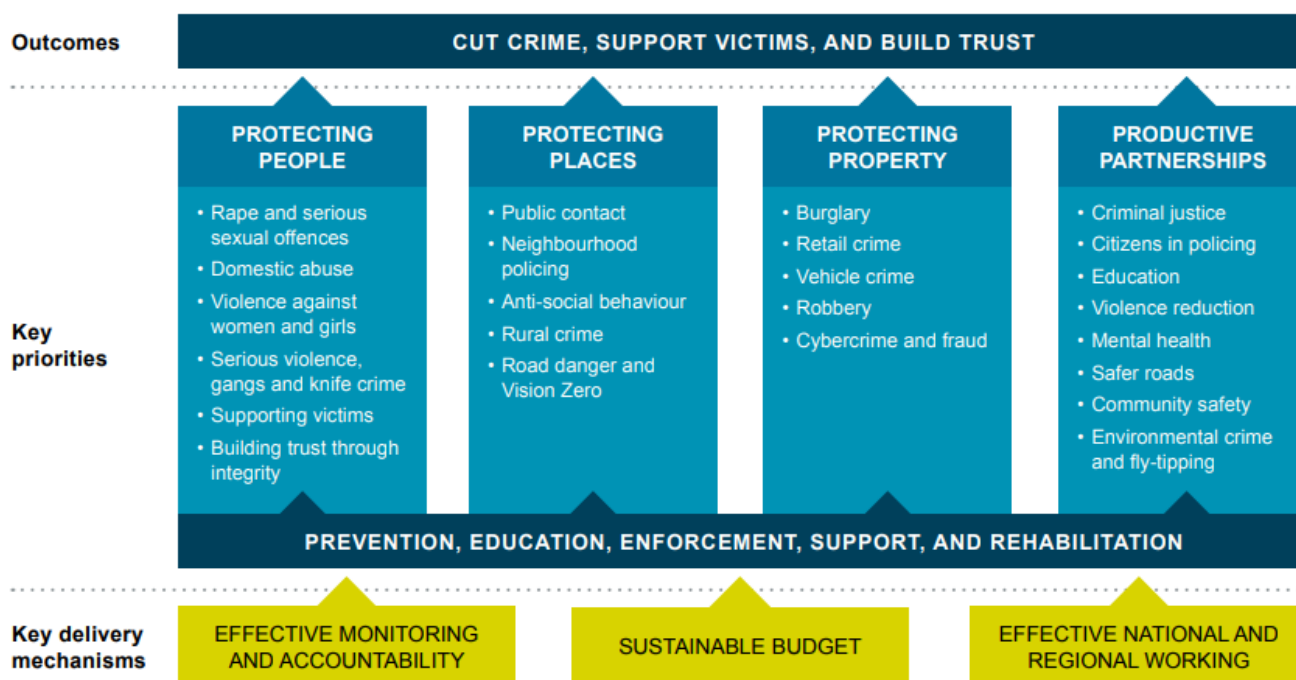 Outcomes
CUT CRIME, SUPPORT VICTIMS, AND BUILD TRUST
Key
priorities
PROTECTING
PEOPLE
• Rape and serious
sexual offences
• Domestic abuse
• Violence against
women and girls
• Serious violence,
gangs and knife crime
• Supporting victims
• Building trust through
integrity
PROTECTING
PLACES
• Public contact
• Neighbourhood
policing
• Anti-social behaviour
• Rural crime
• Road danger and
Vision Zero
PROTECTING
PROPERTY
• Burglary
• Retail crime
• Vehicle crime
• Robbery
• Cybercrime and fraud
PRODUCTIVE
PARTNERSHIPS
• Criminal justice
• Citizens in policing
• Education
• Violence reduction
• Mental health
• Safer roads
• Community safety
• Environmental crime
and fly-tipping
PREVENTION, EDUCATION, ENFORCEMENT, SUPPORT, AND REHABILITATION
Key delivery
mechanisms
EFFECTIVE MONITORING
AND ACCOUNTABILITY
SUSTAINABLE BUDGET
EFFECTIVE NATIONAL AND
REGIONAL WORKING